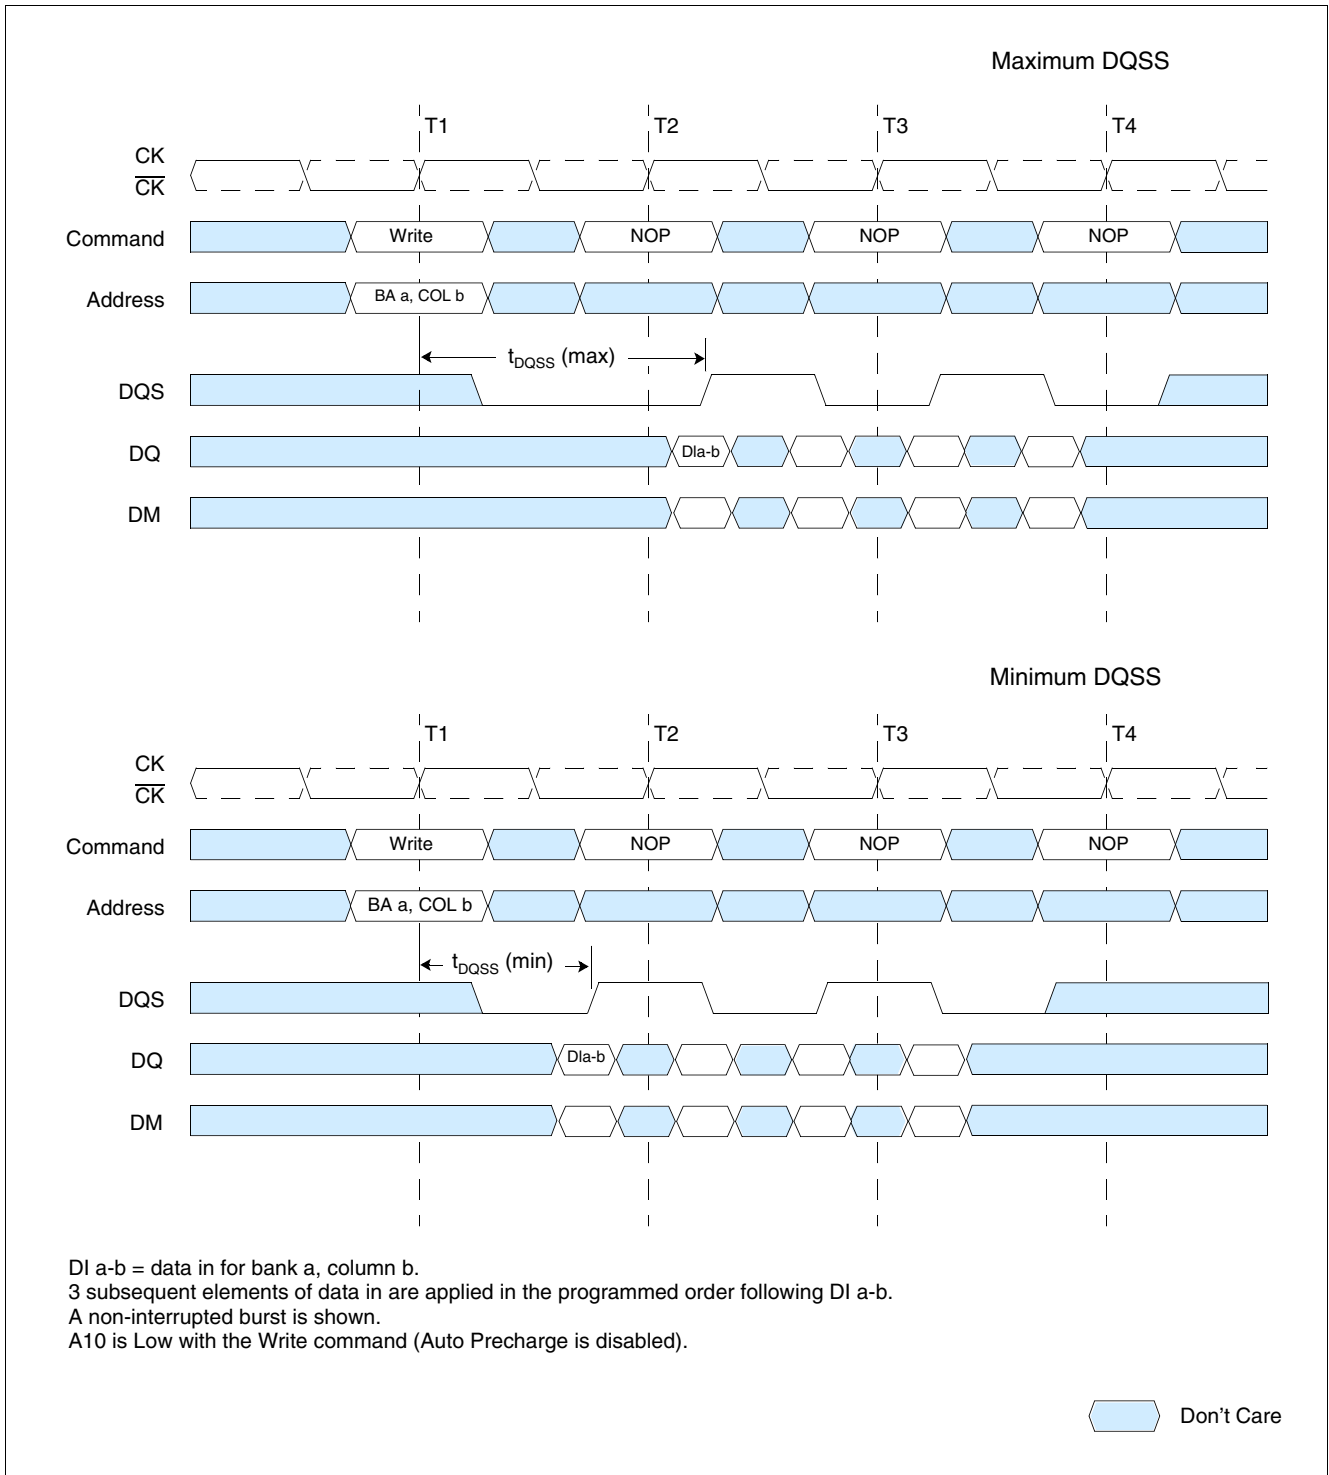 Maximum DQSS
T1 T2 T3 T4
CK
CK
Command Write NOP NOP NOP
Address BA a, COL b
tDQSS (max)
DQS
DQ DIa-b
DM
Minimum DQSS
T1 T2 T3 T4
CK
CK
Command Write NOP NOP NOP
Address BA a, COL b
tDQSS (min)
DQS
DQ DIa-b
DM
DI a-b = data in for bank a, column b.
3 subsequent elements of data in are applied in the programmed order following DI a-b.
A non-interrupted burst is shown.
A10 is Low with the Write command (Auto Precharge is disabled).
Don't Care